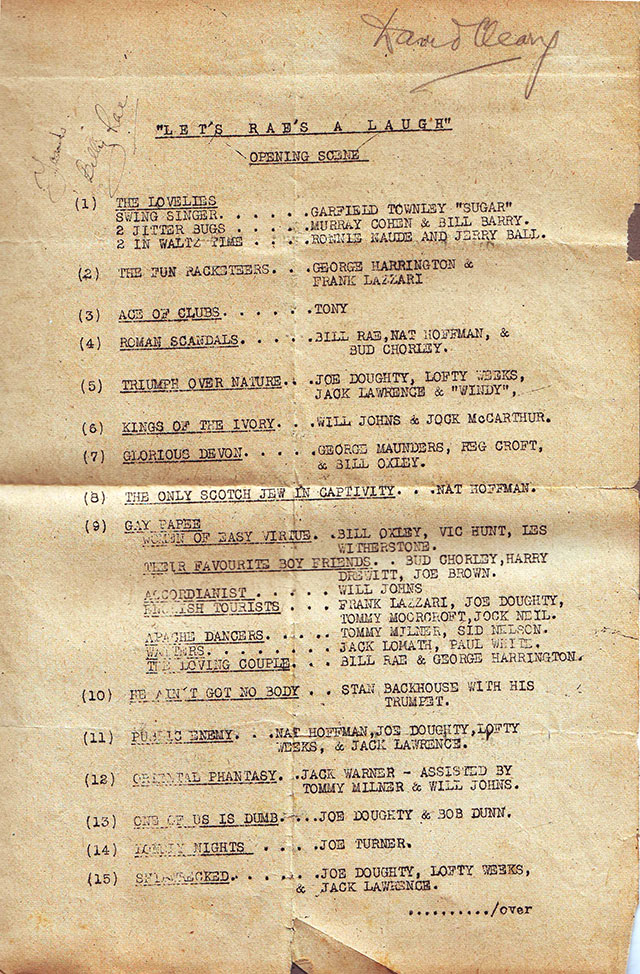 David Cleary
Billy Rae
"LET'S RAE'S A LAUGH"
OPENING SCENE
(1) THE LOVELIES
SWING SINGER. . . . . .GARFIELD TOWNLEY "SUGAR"
2 JITTER BUGS . . . . .MURRAY COHEN & BILL BARRY.
2 IN WALTZ TIME . . . .RONNIE NAUDE AND JERRY BALL.
(2) THE FUN RACKETEERS. . .GEORGE HARRINGTON &
FRANK LAZZARI
(3) ACE OF CLUBS. . . . . .TONY
(4) ROMAN SCANDALS. . . . .BILL RAE,NAT HOFFMAN, &
BUD CHORLEY.
(5) TRIUMPH OVER NATURE. . .JOE DOUGHTY, LOFTY WEEKS,
JACK LAWRENCE & "WINDY",
(6) KINGS OF THE IVORY. . .WILL JOHNS & JOCK McCARTHUR.
(7) GLORIOUS DEVON. . . . .GEORGE MAUNDERS, REG CROFT,
& BILL OXLEY.
(8) THE ONLY SCOTCH JEW IN CAPTIVITY. . .NAT HOFFMAN.
(9) GAY PAREE
WOMEN OF EASY VIRTUE. .BILL OXLEY, VIC HUNT, LES
WITHERSTONE.
THEIR FAVOURITE BOY FRIENDS. . BUD CHORLEY,HARRY
DREWITT, JOE BROWN.
ACCORDIANIST . . . . . WILL JOHNS
ENGLISH TOURISTS . . . FRANK LAZZARI, JOE DOUGHTY,
TOMMY MOORCROFT,JOCK NEIL.
APACHE DANCERS. . . . . TOMMY MILNER, SID NELSON.
WAITERS. . . . . . . . JACK LOMATH, PAUL WHITE.
THE LOVING COUPLE. . . BILL RAE & GEORGE HARRINGTON.
(10) HE AIN'T GOT NO BODY . . STAN BACKHOUSE WITH HIS
TRUMPET.
(11) PUBLIC ENEMY. . .NAT HOFFMAN,JOE DOUGHTY,LOFTY
WEEKS, & JACK LAWRENCE.
(12) ORIENTAL PHANTASY. .JACK WARNER - ASSISTED BY
TOMMY MILNER & WILL JOHNS.
(13) ONE OF US IS DUMB. . . .JOE DOUGHTY & BOB DUNN.
(14) LONELY NIGHTS . . . . .JOE TURNER.
(15) SHIPWRECKED. . . . . .JOE DOUGHTY, LOFTY WEEKS,
& JACK LAWRENCE.
........../over